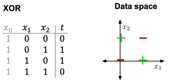 XOR
x₀ x₁ x₂ t
1 0 0 0
1 0 1 1
1 1 0 1
1 1 1 0
Data space
x₂
+ −
− +
x₁